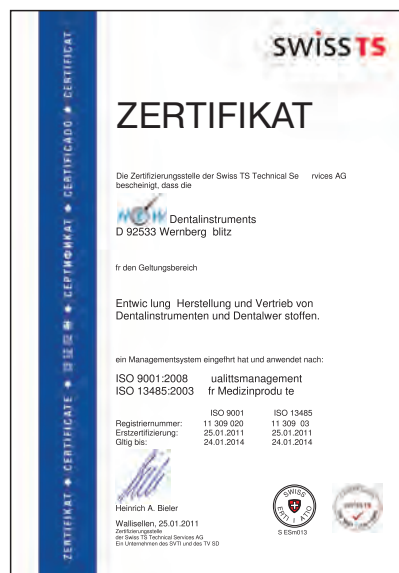 ZERTIFIKAT ◆ CERTIFICATE ◆ ◆ СЕРТИФИКАТ ◆ CERTIFICADO ◆ CERTIFICAT
swiss TS
ZERTIFIKAT
Die Zertifizierungsstelle der Swiss TS Technical Se rvices AG
bescheinigt, dass die
Dentalinstruments
D 92533 Wernberg blitz
fr den Geltungsbereich
Entwic lung Herstellung und Vertrieb von
Dentalinstrumenten und Dentalwer stoffen.
ein Managementsystem eingefhrt hat und anwendet nach:
ISO 9001:2008 ualittsmanagement
ISO 13485:2003 fr Medizinprodu te
ISO 9001 ISO 13485
Registriernummer: 11 309 020 11 309 03
Erstzertifizierung: 25.01.2011 25.01.2011
Gltig bis: 24.01.2014 24.01.2014
Heinrich A. Bieler
Wallisellen, 25.01.2011
Zertifizierungsstelle
der Swiss TS Technical Services AG
Ein Unternehmen des SVTI und des TV SD
SWISS
S ESm013
swiss TS